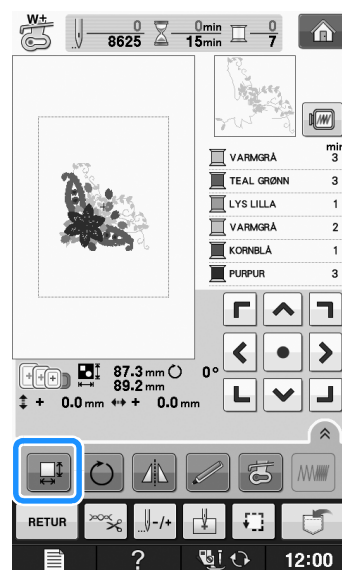 W+
0
8625
0min
15min
0
7
min
VARMGRÅ 3
TEAL GRØNN 3
LYS LILLA 1
VARMGRÅ 2
KORNBLÅ 1
PURPUR 3
87.3 mm 0°
89.2 mm
+ 0.0 mm + 0.0 mm
RETUR
-/+
?
12:00